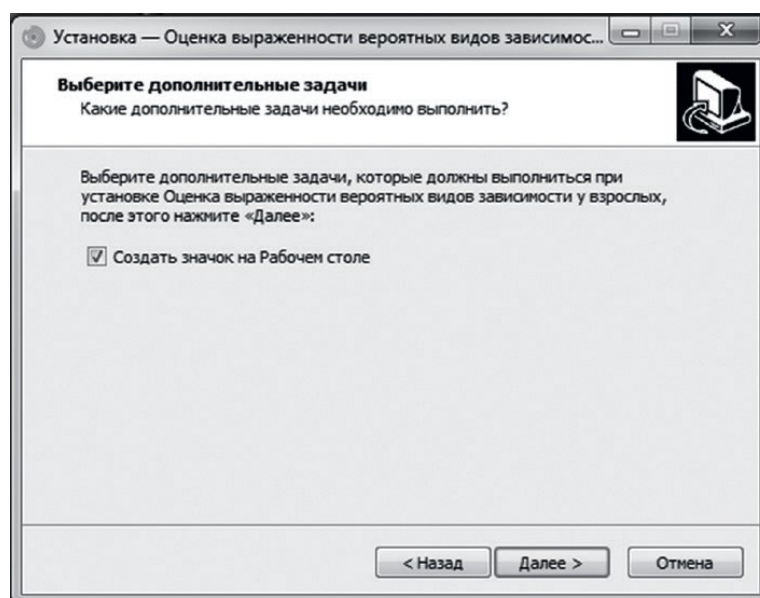 Установка — Оценка выраженности вероятных видов зависимос...
Выберите дополнительные задачи
Какие дополнительные задачи необходимо выполнить?
Выберите дополнительные задачи, которые должны выполниться при
установке Оценка выраженности вероятных видов зависимости у взрослых,
после этого нажмите «Далее»:
Создать значок на Рабочем столе
< Назад
Далее >
Отмена